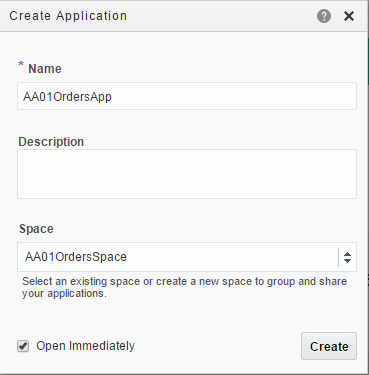 Create Application
* Name
AA01OrdersApp
Description
Space
AA01OrdersSpace
Select an existing space or create a new space to group and share
your applications.
Open Immediately
Create